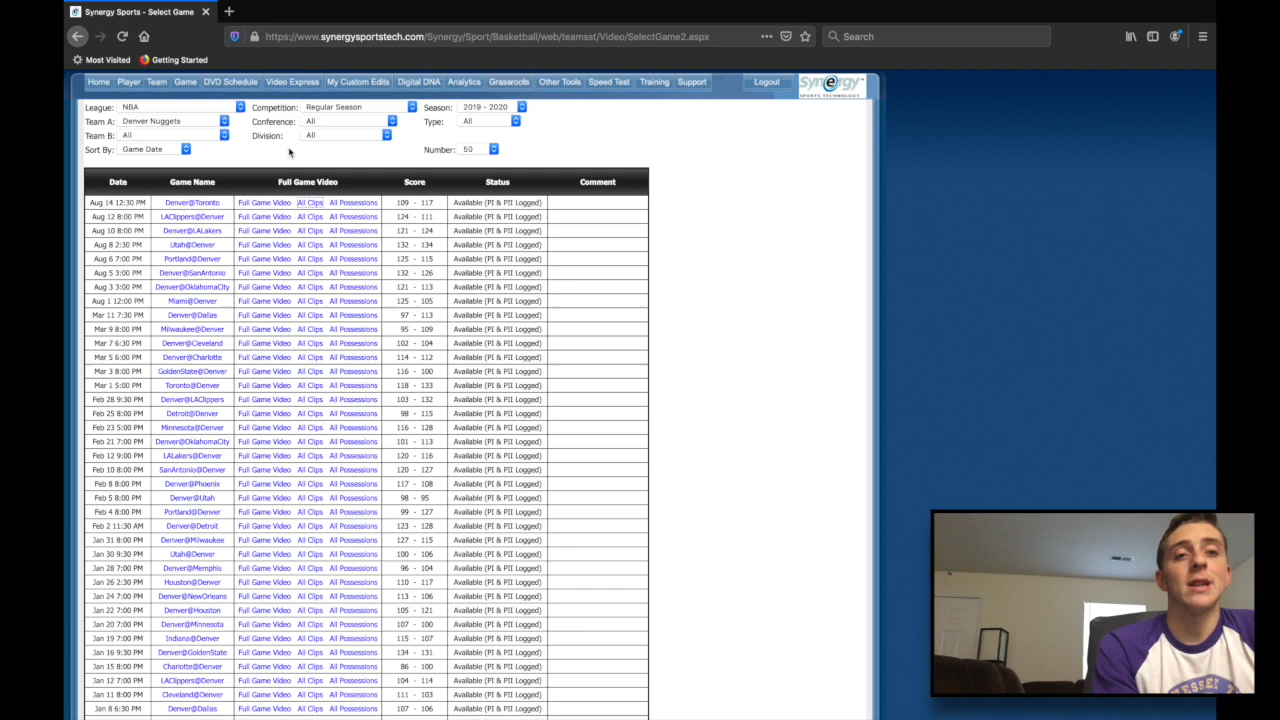 Synergy Sports - Select Game
https://www.synergysportstech.com/Synergy/Sport/Basketball/web/teamsst/Video/SelectGame2.aspx
Search
Most Visited Getting Started
Home Player Team Game DVD Schedule Video Express My Custom Edits Digital DNA Analytics Grassroots Other Tools Speed Test Training Support Logout
Synergy
SPORTS TECHNOLOGY
League: NBA Competition: Regular Season Season: 2019 - 2020
Team A: Denver Nuggets Conference: All Type: All
Team B: All Division: All
Sort By: Game Date Number: 50
Date Game Name Full Game Video Score Status Comment
Aug 14 12:30 PM Denver@Toronto Full Game Video All Clips All Possessions 109 - 117 Available (PI & PII Logged)
Aug 12 8:00 PM LAClippers@Denver Full Game Video All Clips All Possessions 124 - 111 Available (PI & PII Logged)
Aug 10 8:00 PM Denver@LALakers Full Game Video All Clips All Possessions 121 - 124 Available (PI & PII Logged)
Aug 8 2:30 PM Utah@Denver Full Game Video All Clips All Possessions 132 - 134 Available (PI & PII Logged)
Aug 6 7:00 PM Portland@Denver Full Game Video All Clips All Possessions 125 - 115 Available (PI & PII Logged)
Aug 5 3:00 PM Denver@SanAntonio Full Game Video All Clips All Possessions 132 - 126 Available (PI & PII Logged)
Aug 3 3:00 PM Denver@OklahomaCity Full Game Video All Clips All Possessions 121 - 113 Available (PI & PII Logged)
Aug 1 12:00 PM Miami@Denver Full Game Video All Clips All Possessions 125 - 105 Available (PI & PII Logged)
Mar 11 7:30 PM Denver@Dallas Full Game Video All Clips All Possessions 97 - 113 Available (PI & PII Logged)
Mar 9 8:00 PM Milwaukee@Denver Full Game Video All Clips All Possessions 95 - 109 Available (PI & PII Logged)
Mar 7 6:30 PM Denver@Cleveland Full Game Video All Clips All Possessions 102 - 104 Available (PI & PII Logged)
Mar 5 6:00 PM Denver@Charlotte Full Game Video All Clips All Possessions 114 - 112 Available (PI & PII Logged)
Mar 3 8:00 PM GoldenState@Denver Full Game Video All Clips All Possessions 116 - 100 Available (PI & PII Logged)
Mar 1 5:00 PM Toronto@Denver Full Game Video All Clips All Possessions 118 - 133 Available (PI & PII Logged)
Feb 28 9:30 PM Denver@LAClippers Full Game Video All Clips All Possessions 103 - 132 Available (PI & PII Logged)
Feb 25 8:00 PM Detroit@Denver Full Game Video All Clips All Possessions 98 - 115 Available (PI & PII Logged)
Feb 23 5:00 PM Minnesota@Denver Full Game Video All Clips All Possessions 116 - 128 Available (PI & PII Logged)
Feb 21 7:00 PM Denver@OklahomaCity Full Game Video All Clips All Possessions 101 - 113 Available (PI & PII Logged)
Feb 12 9:00 PM LALakers@Denver Full Game Video All Clips All Possessions 120 - 116 Available (PI & PII Logged)
Feb 10 8:00 PM SanAntonio@Denver Full Game Video All Clips All Possessions 120 - 127 Available (PI & PII Logged)
Feb 8 8:00 PM Denver@Phoenix Full Game Video All Clips All Possessions 117 - 108 Available (PI & PII Logged)
Feb 5 8:00 PM Denver@Utah Full Game Video All Clips All Possessions 98 - 95 Available (PI & PII Logged)
Feb 4 8:00 PM Portland@Denver Full Game Video All Clips All Possessions 99 - 127 Available (PI & PII Logged)
Feb 2 11:30 AM Denver@Detroit Full Game Video All Clips All Possessions 123 - 128 Available (PI & PII Logged)
Jan 31 8:00 PM Denver@Milwaukee Full Game Video All Clips All Possessions 127 - 115 Available (PI & PII Logged)
Jan 30 9:30 PM Utah@Denver Full Game Video All Clips All Possessions 100 - 106 Available (PI & PII Logged)
Jan 28 7:00 PM Denver@Memphis Full Game Video All Clips All Possessions 96 - 104 Available (PI & PII Logged)
Jan 26 2:30 PM Houston@Denver Full Game Video All Clips All Possessions 110 - 117 Available (PI & PII Logged)
Jan 24 7:00 PM Denver@NewOrleans Full Game Video All Clips All Possessions 113 - 106 Available (PI & PII Logged)
Jan 22 7:00 PM Denver@Houston Full Game Video All Clips All Possessions 105 - 121 Available (PI & PII Logged)
Jan 20 7:00 PM Denver@Minnesota Full Game Video All Clips All Possessions 107 - 100 Available (PI & PII Logged)
Jan 19 7:00 PM Indiana@Denver Full Game Video All Clips All Possessions 115 - 107 Available (PI & PII Logged)
Jan 16 9:30 PM Denver@GoldenState Full Game Video All Clips All Possessions 134 - 131 Available (PI & PII Logged)
Jan 15 8:00 PM Charlotte@Denver Full Game Video All Clips All Possessions 86 - 100 Available (PI & PII Logged)
Jan 12 7:00 PM LAClippers@Denver Full Game Video All Clips All Possessions 104 - 114 Available (PI & PII Logged)
Jan 11 8:00 PM Cleveland@Denver Full Game Video All Clips All Possessions 111 - 103 Available (PI & PII Logged)
Jan 8 6:30 PM Denver@Dallas Full Game Video All Clips All Possessions 107 - 106 Available (PI & PII Logged)